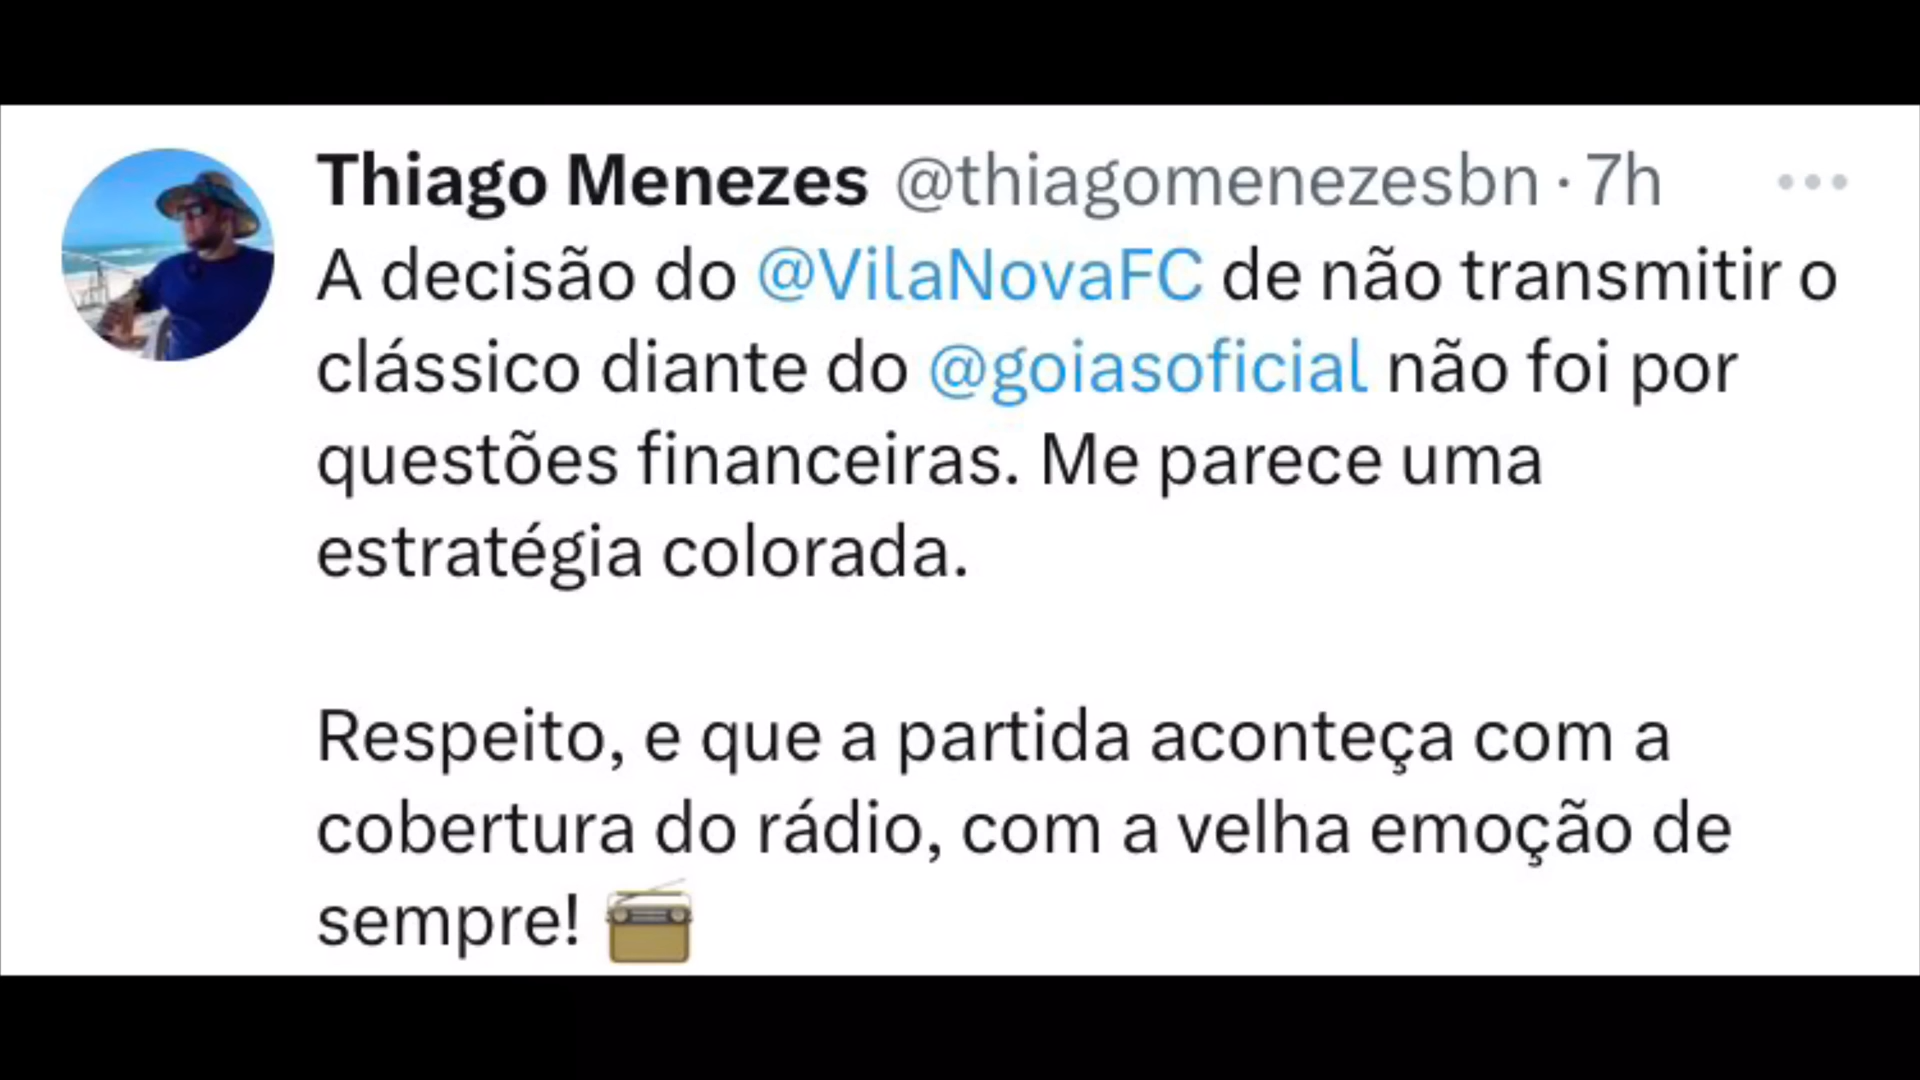 Thiago Menezes @thiagomenezesbn · 7h
A decisão do @VilaNovaFC de não transmitir o
clássico diante do @goiasoficial não foi por
questões financeiras. Me parece uma
estratégia colorada.
Respeito, e que a partida aconteça com a
cobertura do rádio, com a velha emoção de
sempre! 📻